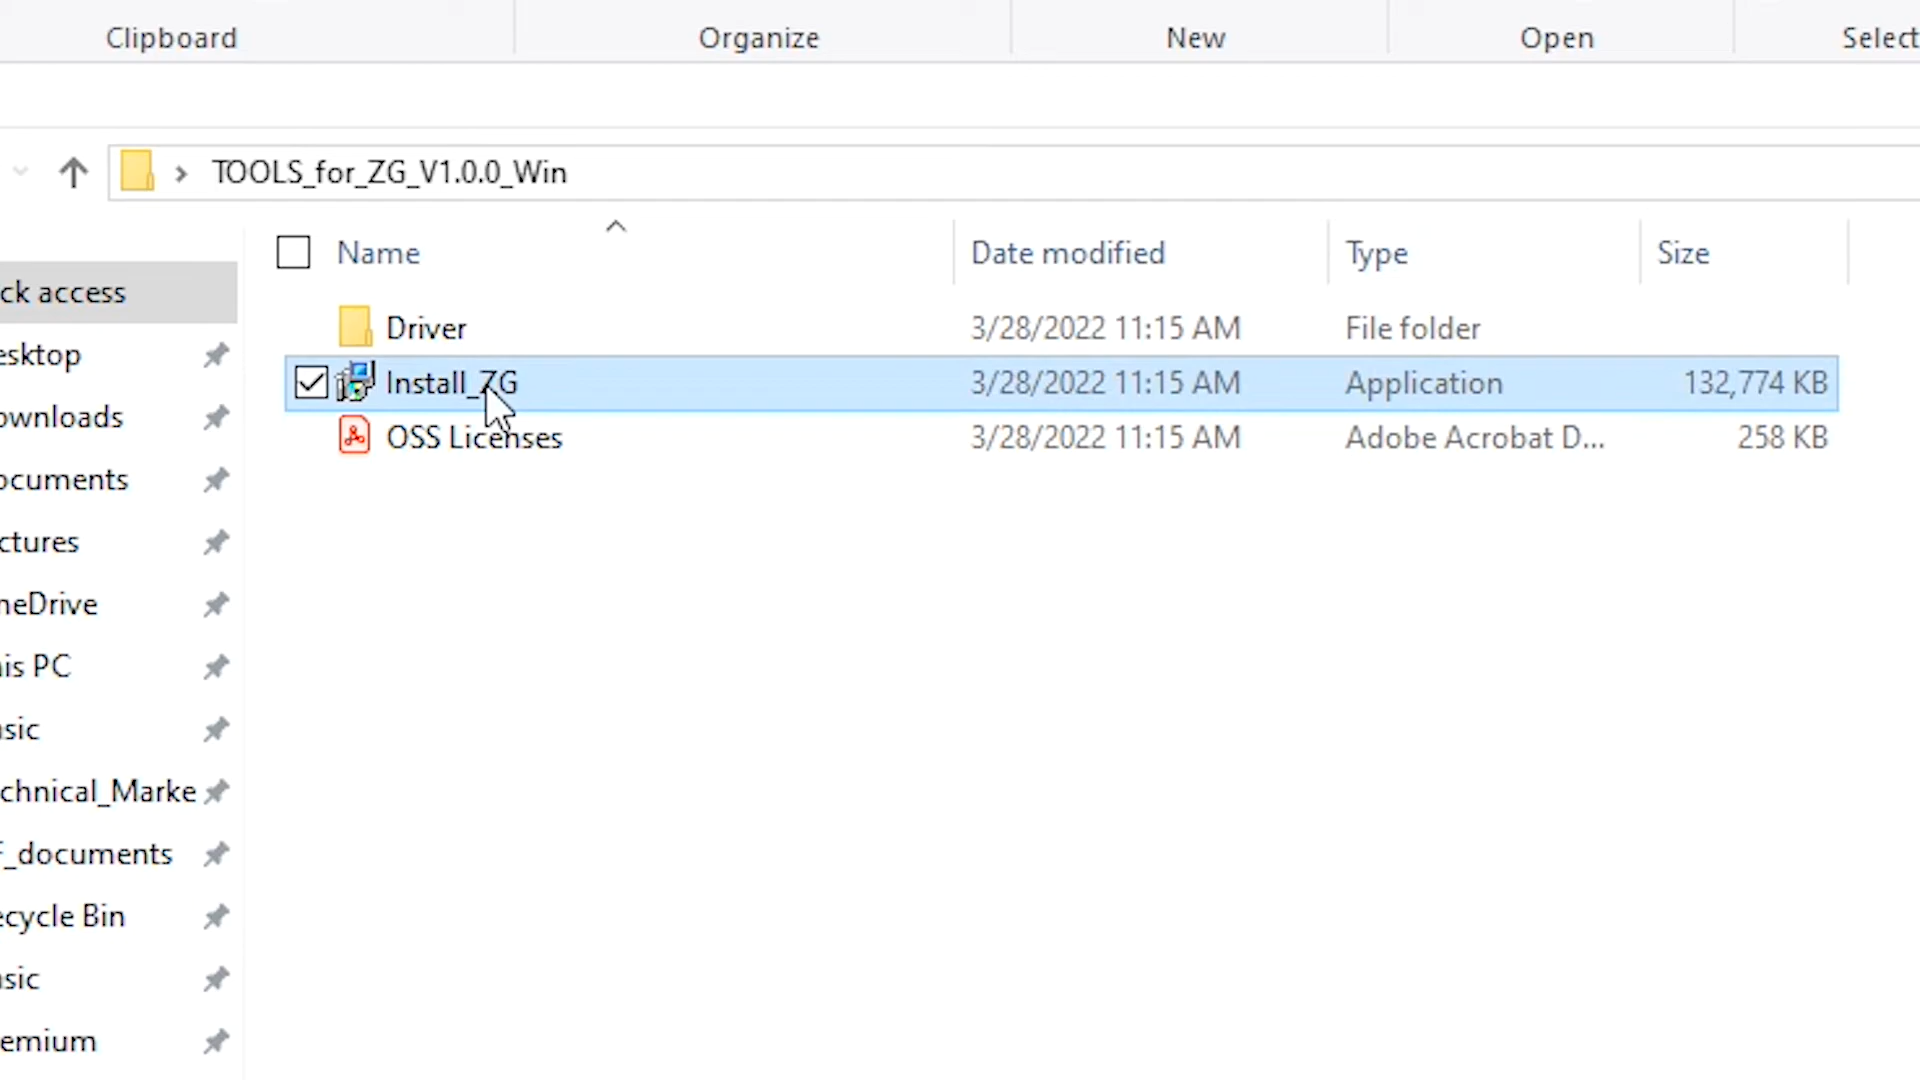 Clipboard
Organize
New
Open
Select
TOOLS_for_ZG_V1.0.0_Win
Name
Date modified
Type
Size
ck access
esktop
ownloads
ocuments
ctures
neDrive
is PC
sic
chnical_Marke
_documents
ecycle Bin
sic
emium
Driver
3/28/2022 11:15 AM
File folder
Install_ZG
3/28/2022 11:15 AM
Application
132,774 KB
OSS Licenses
3/28/2022 11:15 AM
Adobe Acrobat D...
258 KB